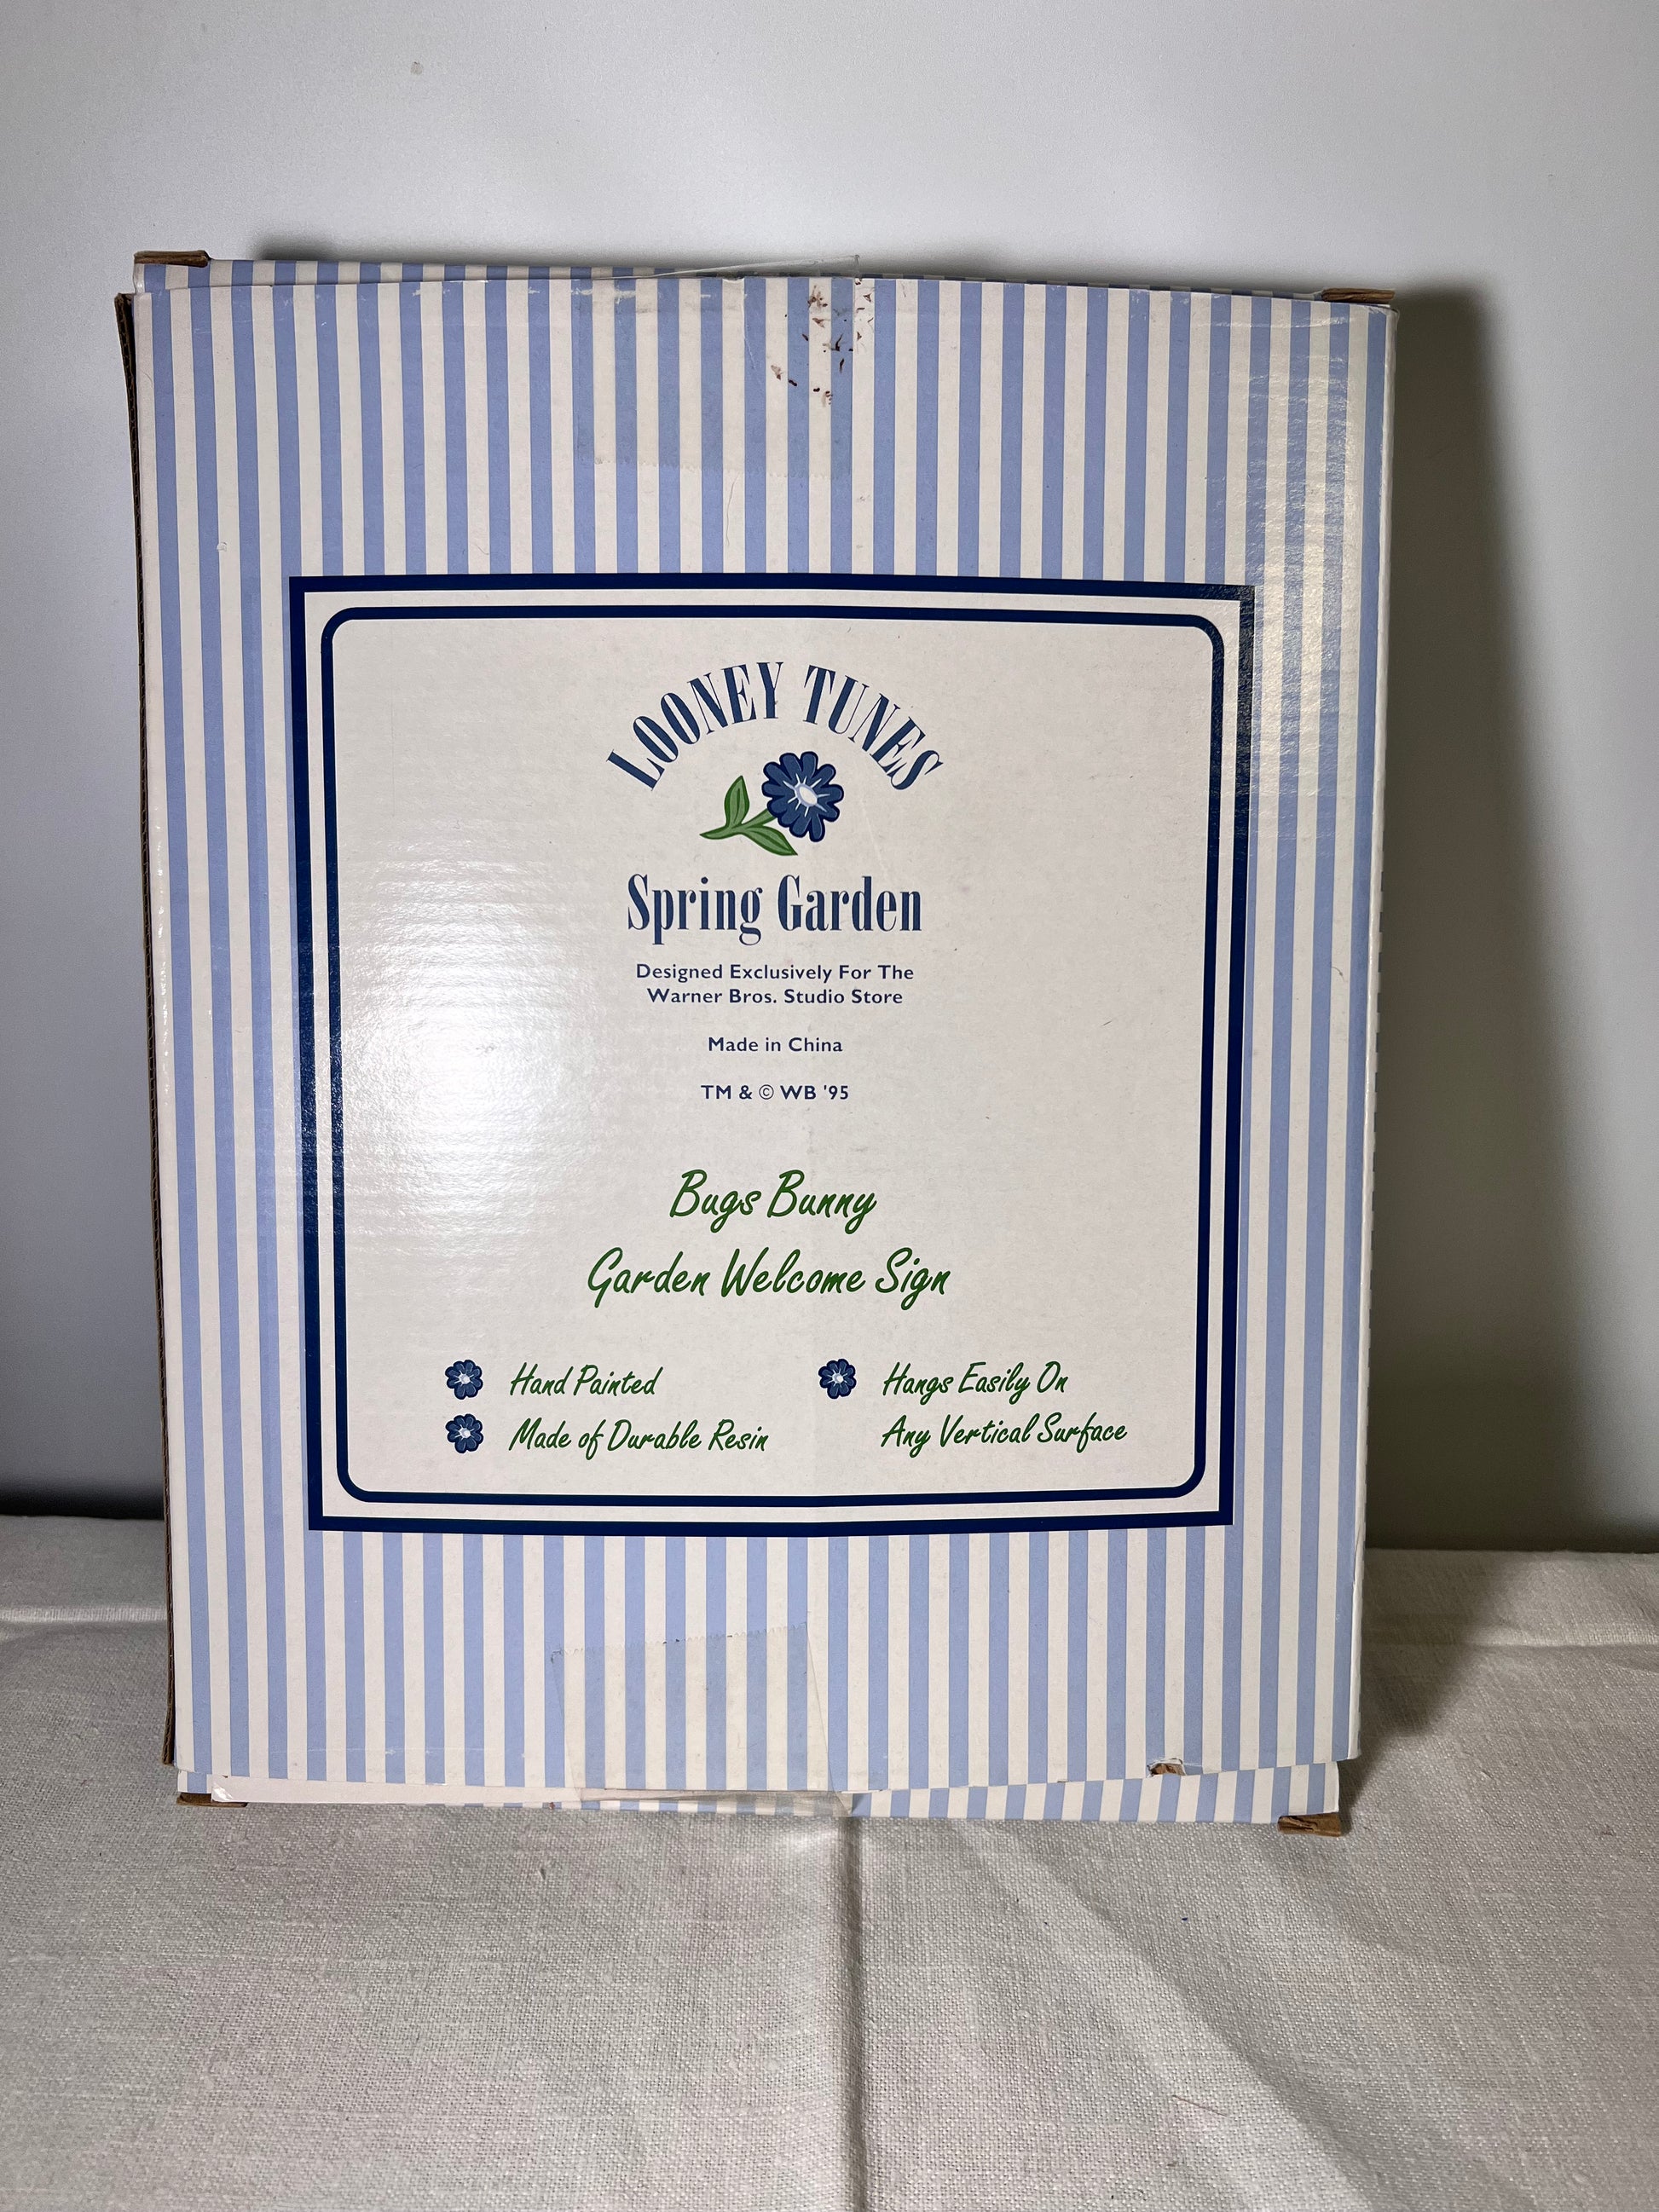 LOONEY TUNES
Spring Garden
Designed Exclusively For The
Warner Bros. Studio Store
Made in China
TM & © WB '95
Bugs Bunny
Garden Welcome Sign
Hand Painted
Made of Durable Resin
Hangs Easily On
Any Vertical Surface